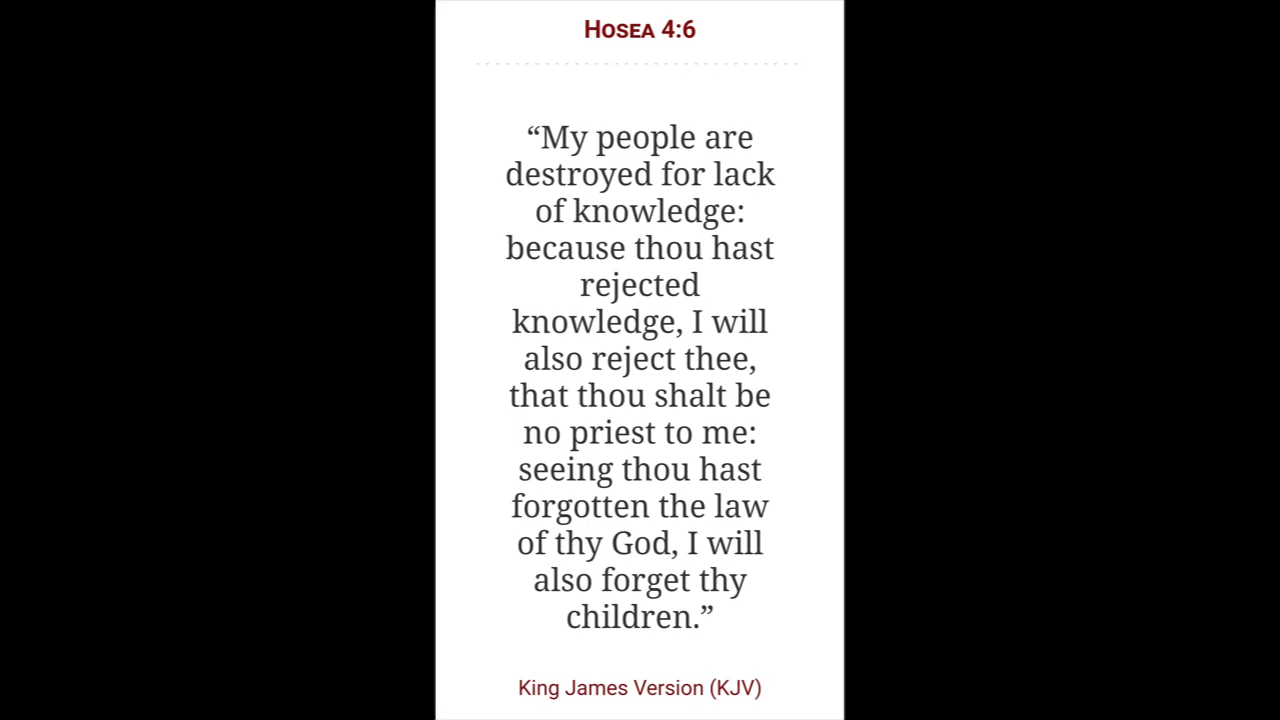 Hosea 4:6
“My people are
destroyed for lack
of knowledge:
because thou hast
rejected
knowledge, I will
also reject thee,
that thou shalt be
no priest to me:
seeing thou hast
forgotten the law
of thy God, I will
also forget thy
children.”
King James Version (KJV)